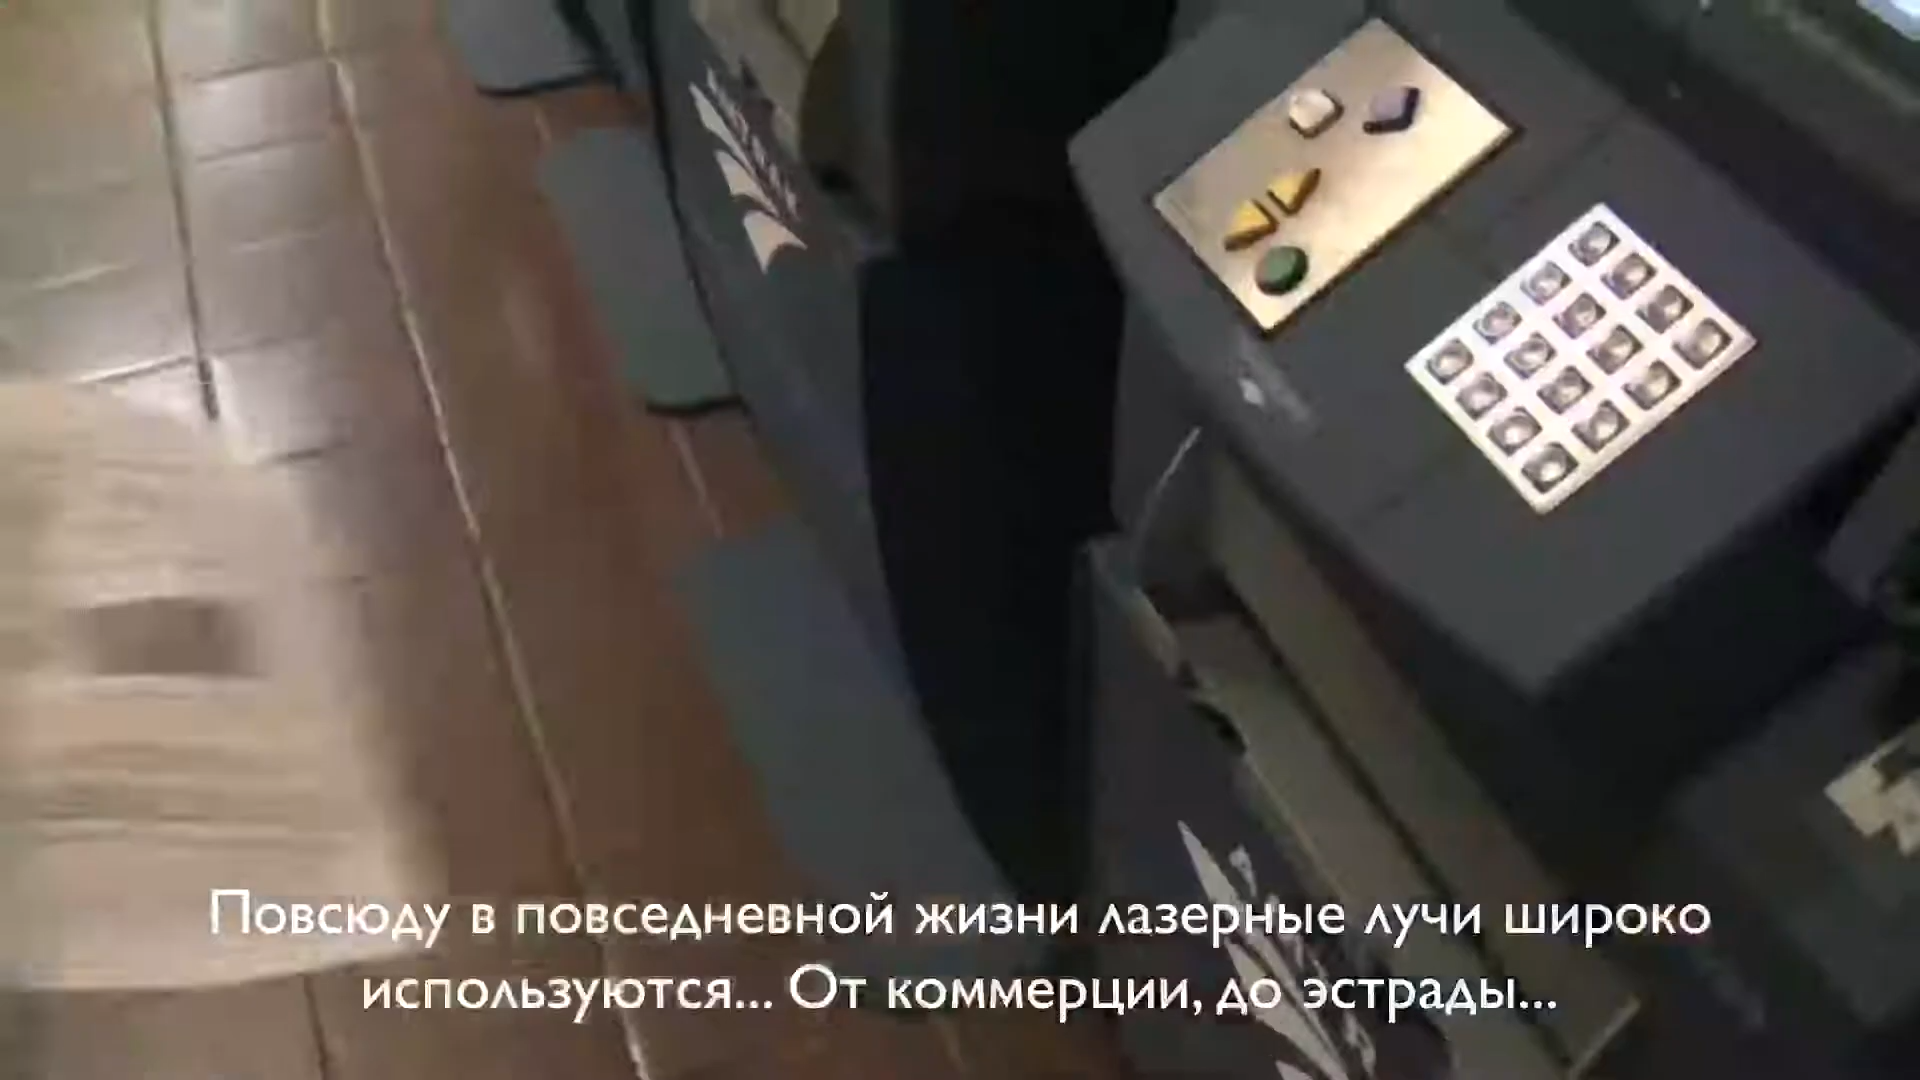 Повсюду в повседневной жизни лазерные лучи широко
используются... От коммерции, до эстрады...